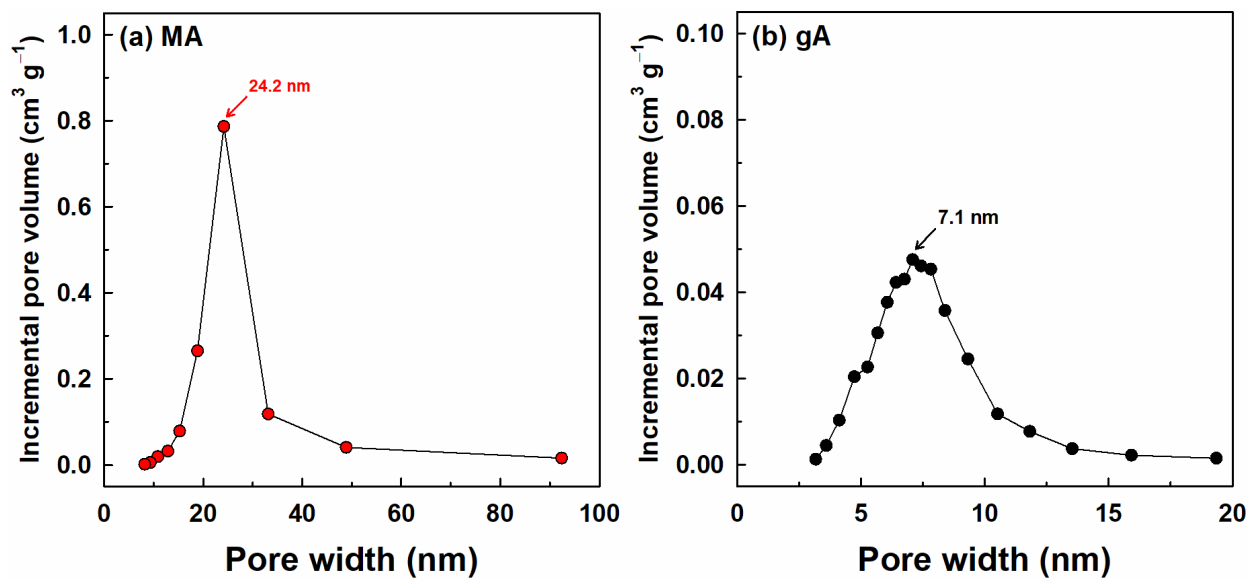 (a) MA
24.2 nm
Incremental pore volume (cm³ g⁻¹)
1.0
0.8
0.6
0.4
0.2
0.0
0 20 40 60 80 100
Pore width (nm)
(b) gA
7.1 nm
Incremental pore volume (cm³ g⁻¹)
0.10
0.08
0.06
0.04
0.02
0.00
0 5 10 15 20
Pore width (nm)